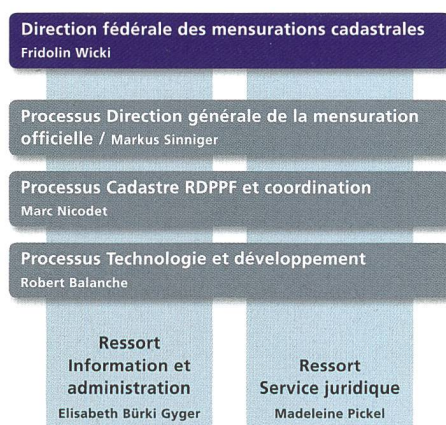 Direction fédérale des mensurations cadastrales
Fridolin Wicki
Processus Direction générale de la mensuration
officielle / Markus Sinniger
Processus Cadastre RDPPF et coordination
Marc Nicodet
Processus Technologie et développement
Robert Balanche
Ressort
Information et
administration
Elisabeth Bürki Gyger
Ressort
Service juridique
Madeleine Pickel